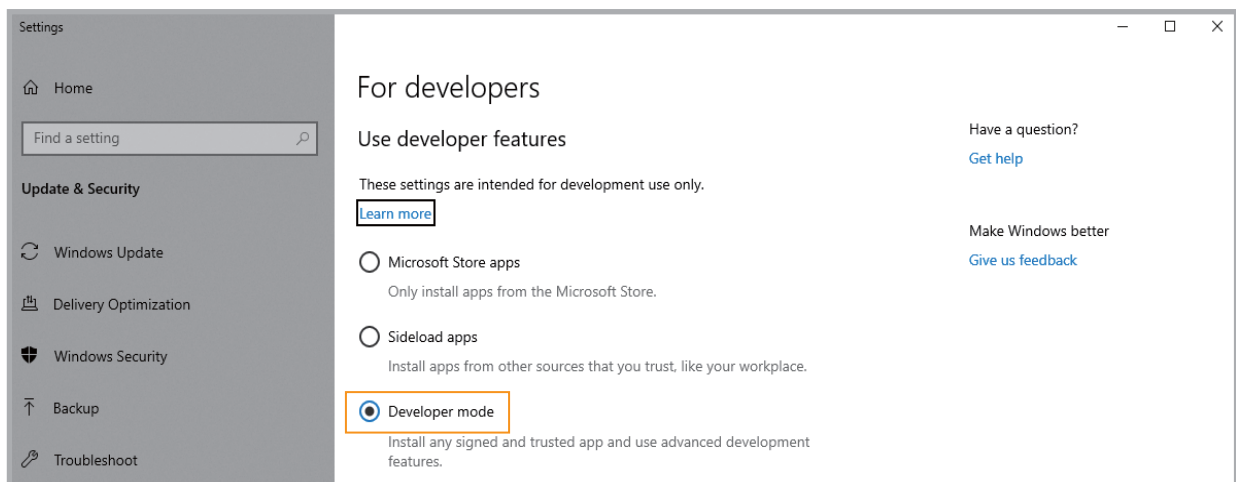 Settings
Home
Find a setting
Update & Security
Windows Update
Delivery Optimization
Windows Security
Backup
Troubleshoot
For developers
Use developer features
These settings are intended for development use only.
Learn more
Microsoft Store apps
Only install apps from the Microsoft Store.
Sideload apps
Install apps from other sources that you trust, like your workplace.
Developer mode
Install any signed and trusted app and use advanced development
features.
Have a question?
Get help
Make Windows better
Give us feedback